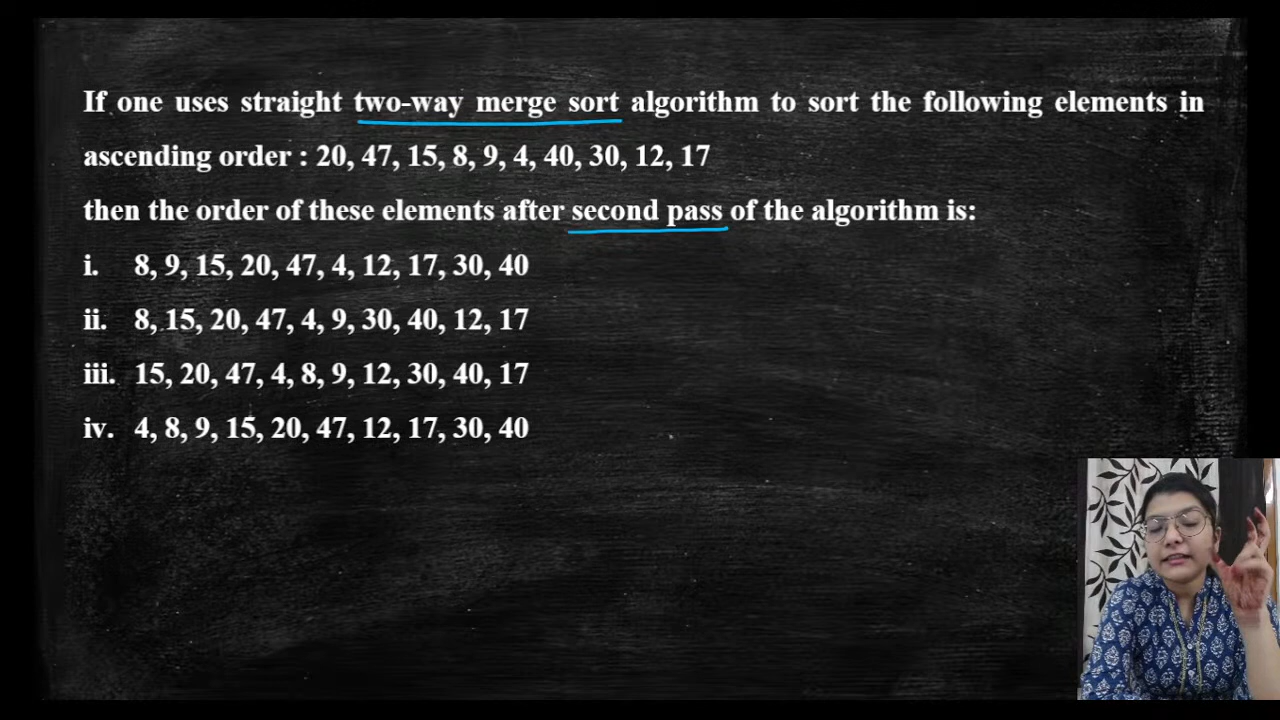 If one uses straight two-way merge sort algorithm to sort the following elements in
ascending order : 20, 47, 15, 8, 9, 4, 40, 30, 12, 17
then the order of these elements after second pass of the algorithm is:
i. 8, 9, 15, 20, 47, 4, 12, 17, 30, 40
ii. 8, 15, 20, 47, 4, 9, 30, 40, 12, 17
iii. 15, 20, 47, 4, 8, 9, 12, 30, 40, 17
iv. 4, 8, 9, 15, 20, 47, 12, 17, 30, 40